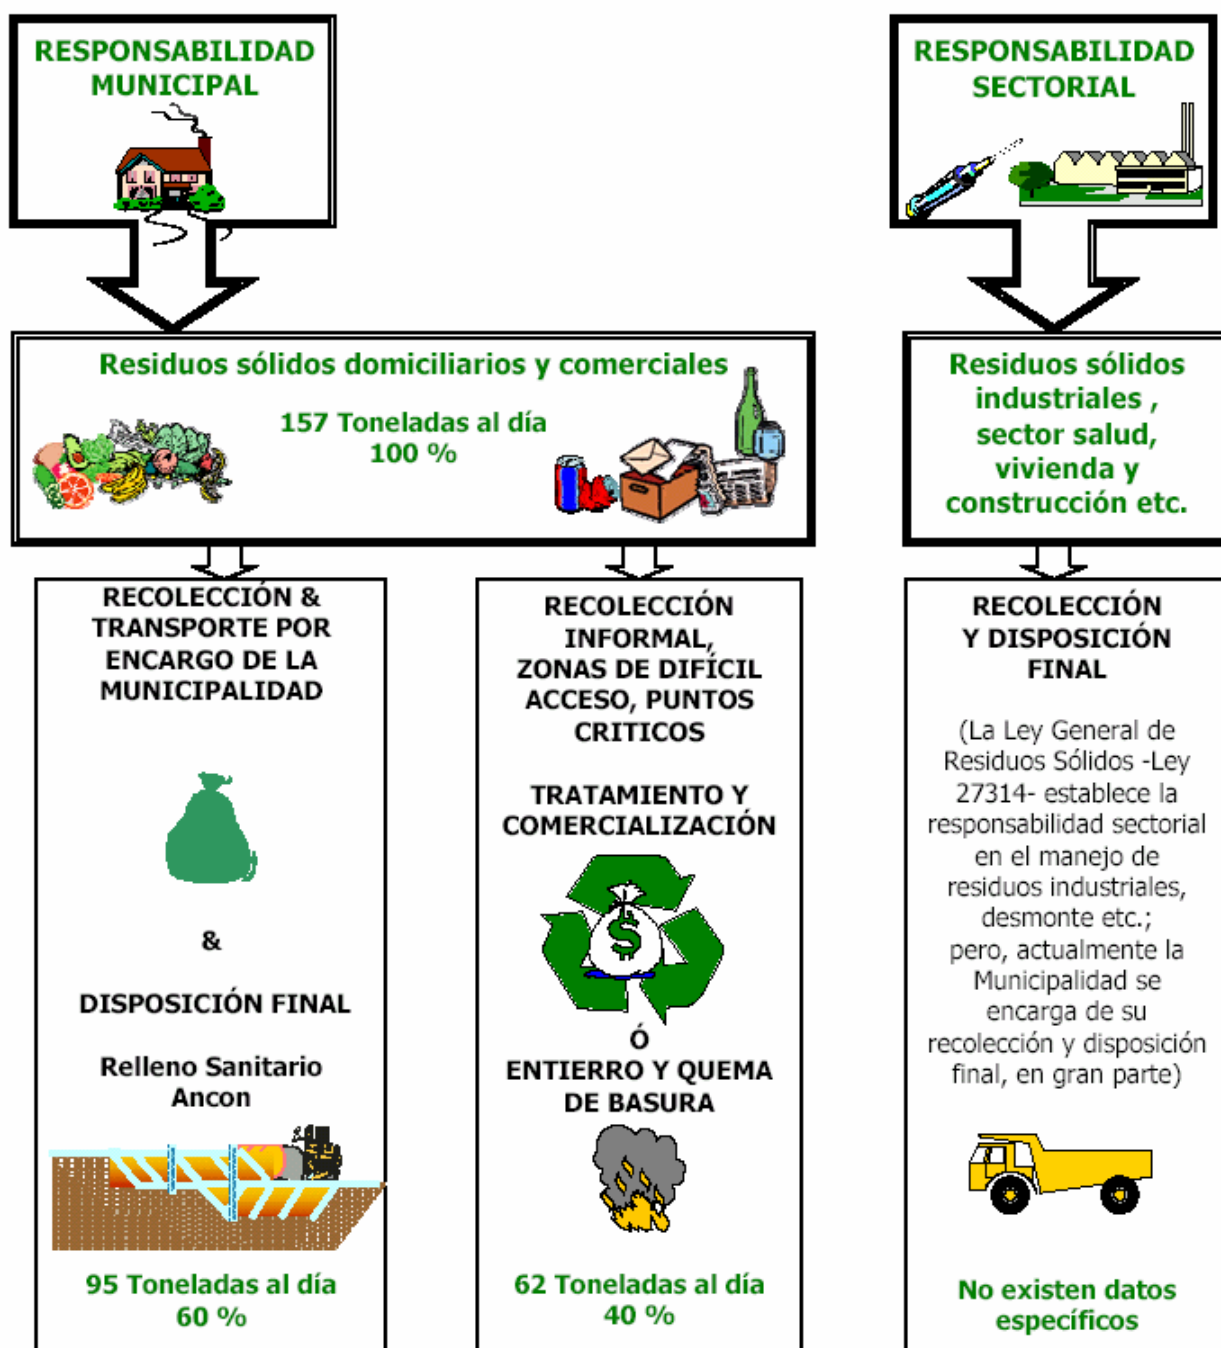 RESPONSABILIDAD
MUNICIPAL
RESPONSABILIDAD
SECTORIAL
Residuos sólidos domiciliarios y comerciales
157 Toneladas al día
100 %
Residuos sólidos
industriales ,
sector salud,
vivienda y
construcción etc.
RECOLECCIÓN &
TRANSPORTE POR
ENCARGO DE LA
MUNICIPALIDAD
&
DISPOSICIÓN FINAL
Relleno Sanitario
Ancon
95 Toneladas al día
60 %
RECOLECCIÓN
INFORMAL,
ZONAS DE DIFÍCIL
ACCESO, PUNTOS
CRITICOS
TRATAMIENTO Y
COMERCIALIZACIÓN
$
Ó
ENTIERRO Y QUEMA
DE BASURA
62 Toneladas al día
40 %
RECOLECCIÓN
Y DISPOSICIÓN
FINAL
(La Ley General de
Residuos Sólidos -Ley
27314- establece la
responsabilidad sectorial
en el manejo de
residuos industriales,
desmonte etc.;
pero, actualmente la
Municipalidad se
encarga de su
recolección y disposición
final, en gran parte)
No existen datos
específicos